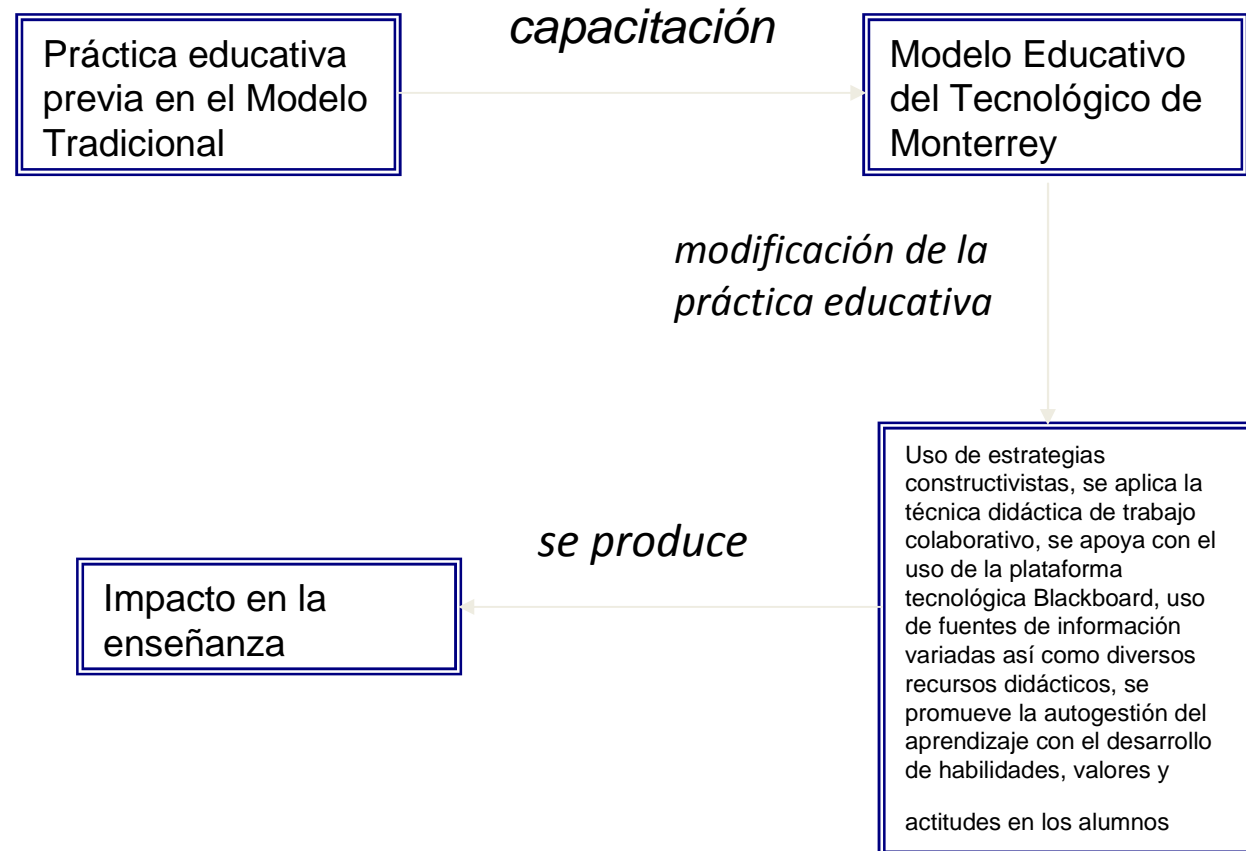 Práctica educativa
previa en el Modelo
Tradicional
capacitación
Modelo Educativo
del Tecnológico de
Monterrey
modificación de la
práctica educativa
Uso de estrategias
constructivistas, se aplica la
técnica didáctica de trabajo
colaborativo, se apoya con el
uso de la plataforma
tecnológica Blackboard, uso
de fuentes de información
variadas así como diversos
recursos didácticos, se
promueve la autogestión del
aprendizaje con el desarrollo
de habilidades, valores y
actitudes en los alumnos
se produce
Impacto en la
enseñanza